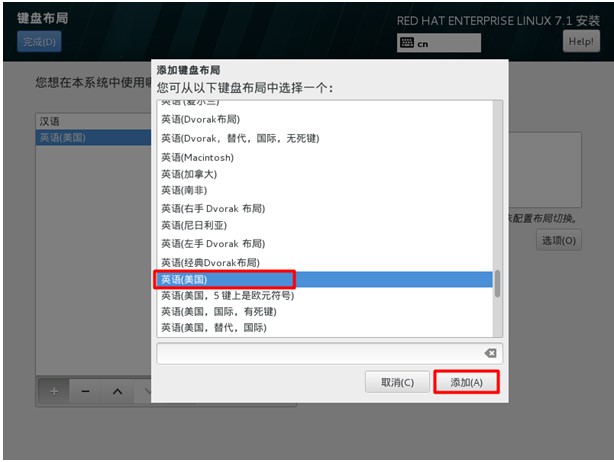 键盘布局
RED HAT ENTERPRISE LINUX 7.1 安装
完成(D)
cn
Help!
您想在本系统中使用
汉语
英语(美国)
来配置布局切换。
选项(O)
添加键盘布局
您可从以下键盘布局中选择一个：
英语(爱尔兰)
英语(Dvorak布局)
英语(Dvorak，替代，国际，无死键)
英语(Macintosh)
英语(加拿大)
英语(南非)
英语(右手 Dvorak 布局)
英语(尼日利亚)
英语(左手 Dvorak 布局)
英语(经典Dvorak布局)
英语(美国)
英语(美国，5 键上是欧元符号)
英语(美国，国际，有死键)
英语(美国，替代，国际)
取消(C)
添加(A)